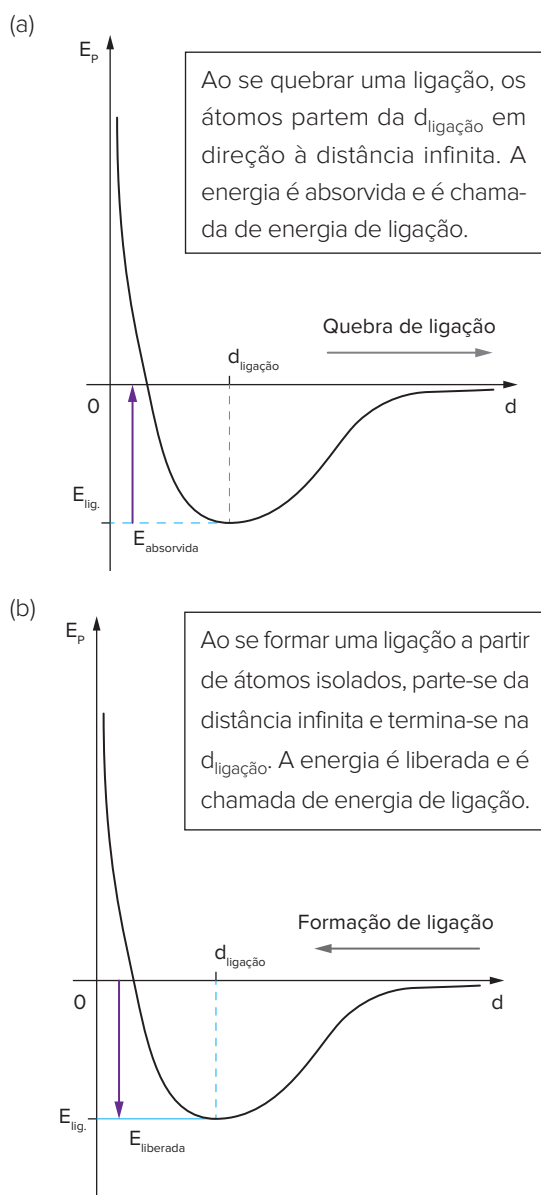 (a)
E_P
Ao se quebrar uma ligação, os
átomos partem da d_ligação em
direção à distância infinita. A
energia é absorvida e é chama-
da de energia de ligação.
Quebra de ligação
d_ligação
0
d
E_lig.
E_absorvida
(b)
E_P
Ao se formar uma ligação a partir
de átomos isolados, parte-se da
distância infinita e termina-se na
d_ligação. A energia é liberada e é
chamada de energia de ligação.
Formação de ligação
d_ligação
0
d
E_lig.
E_liberada